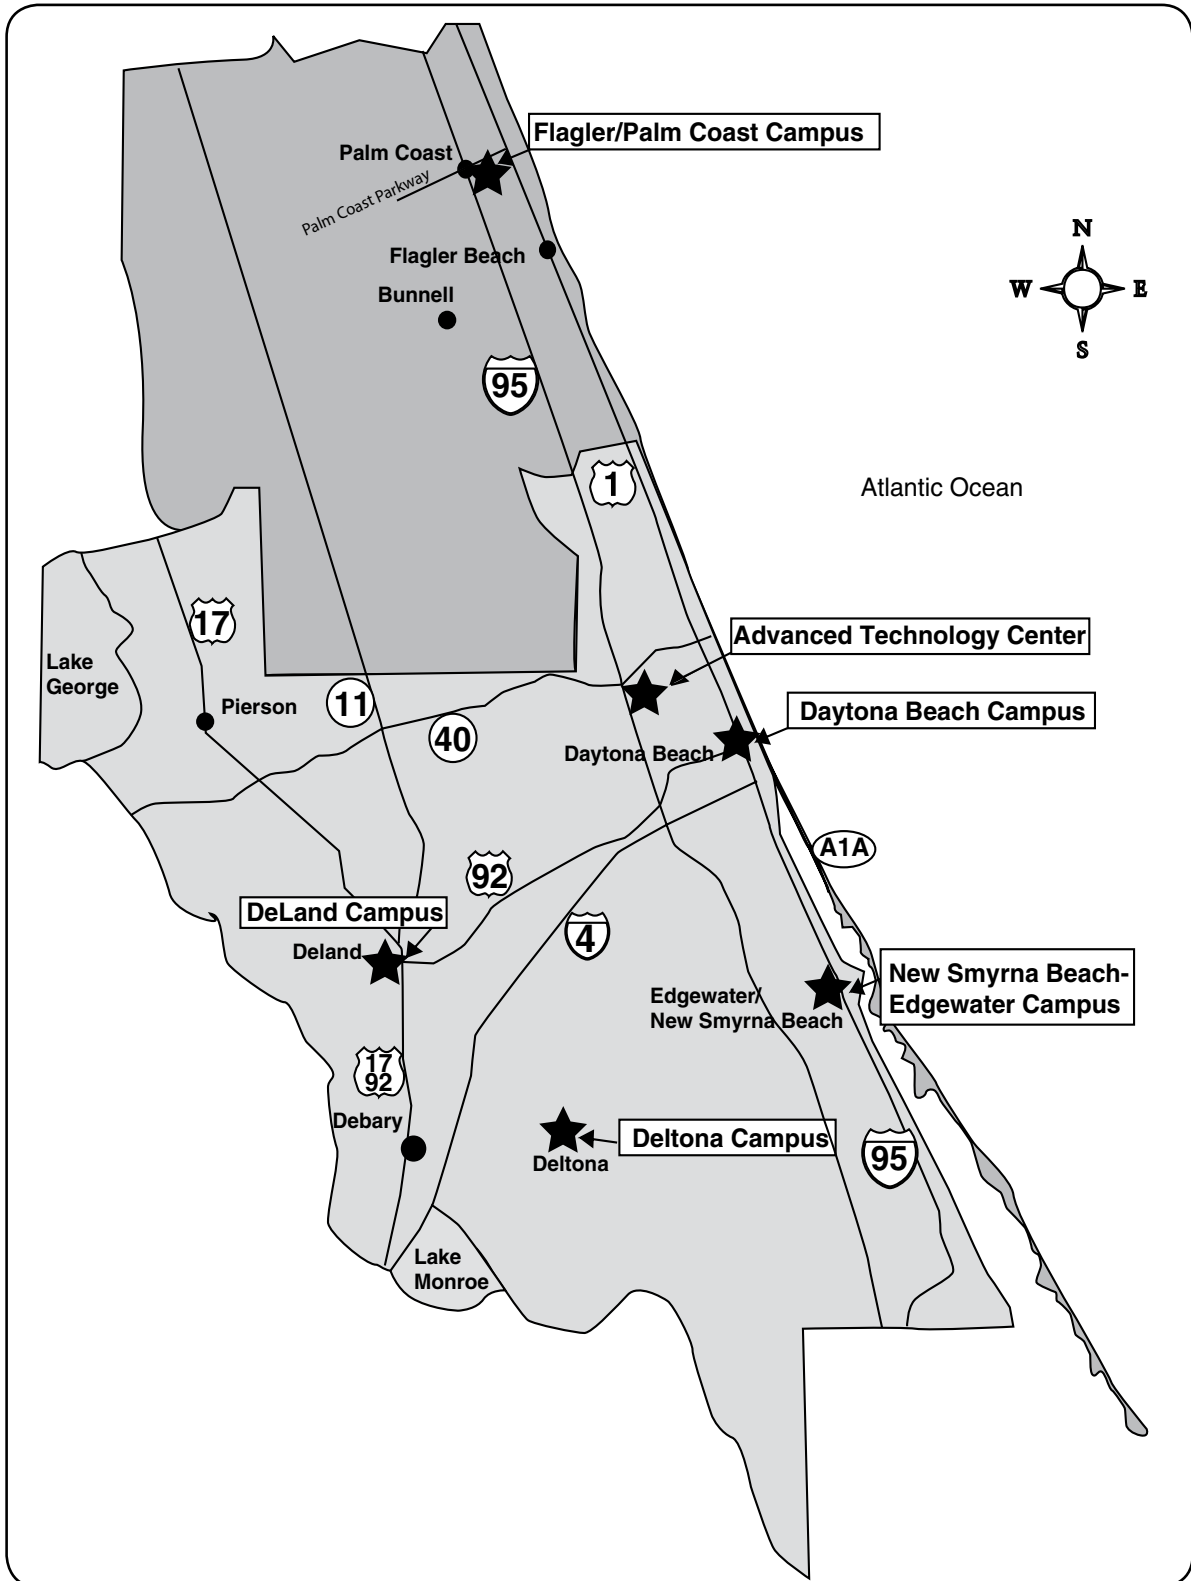 Flagler/Palm Coast Campus
Palm Coast
Palm Coast Parkway
N
Flagler Beach
W
E
Bunnell
S
95
1
Atlantic Ocean
17
Advanced Technology Center
Lake
George
11
Pierson
Daytona Beach Campus
40
Daytona Beach
A1A
92
DeLand Campus
4
Deland
New Smyrna Beach-
Edgewater Campus
Edgewater/
New Smyrna Beach
17
92
Debary
Deltona Campus
95
Deltona
Lake
Monroe